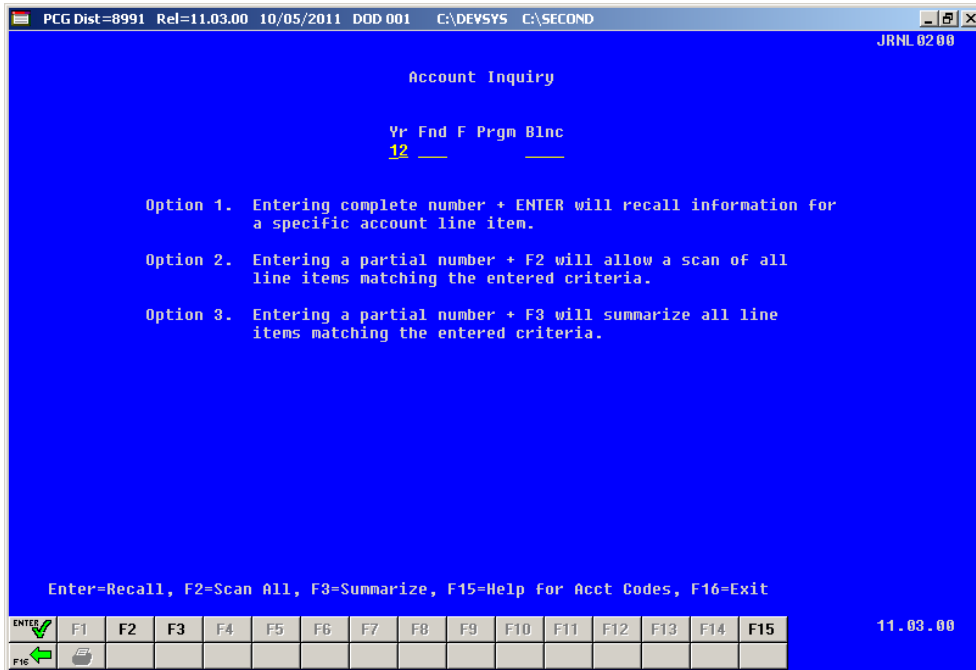 PCG Dist=8991 Rel=11.03.00 10/05/2011 DOD 001 C:\DEVSYS C:\SECOND
JRNL0200
Account Inquiry
Yr Fnd F Prgm Blnc
12 ___ ____
Option 1. Entering complete number + ENTER will recall information for
a specific account line item.
Option 2. Entering a partial number + F2 will allow a scan of all
line items matching the entered criteria.
Option 3. Entering a partial number + F3 will summarize all line
items matching the entered criteria.
Enter=Recall, F2=Scan All, F3=Summarize, F15=Help for Acct Codes, F16=Exit
ENTER F1 F2 F3 F4 F5 F6 F7 F8 F9 F10 F11 F12 F13 F14 F15 11.03.00
F16